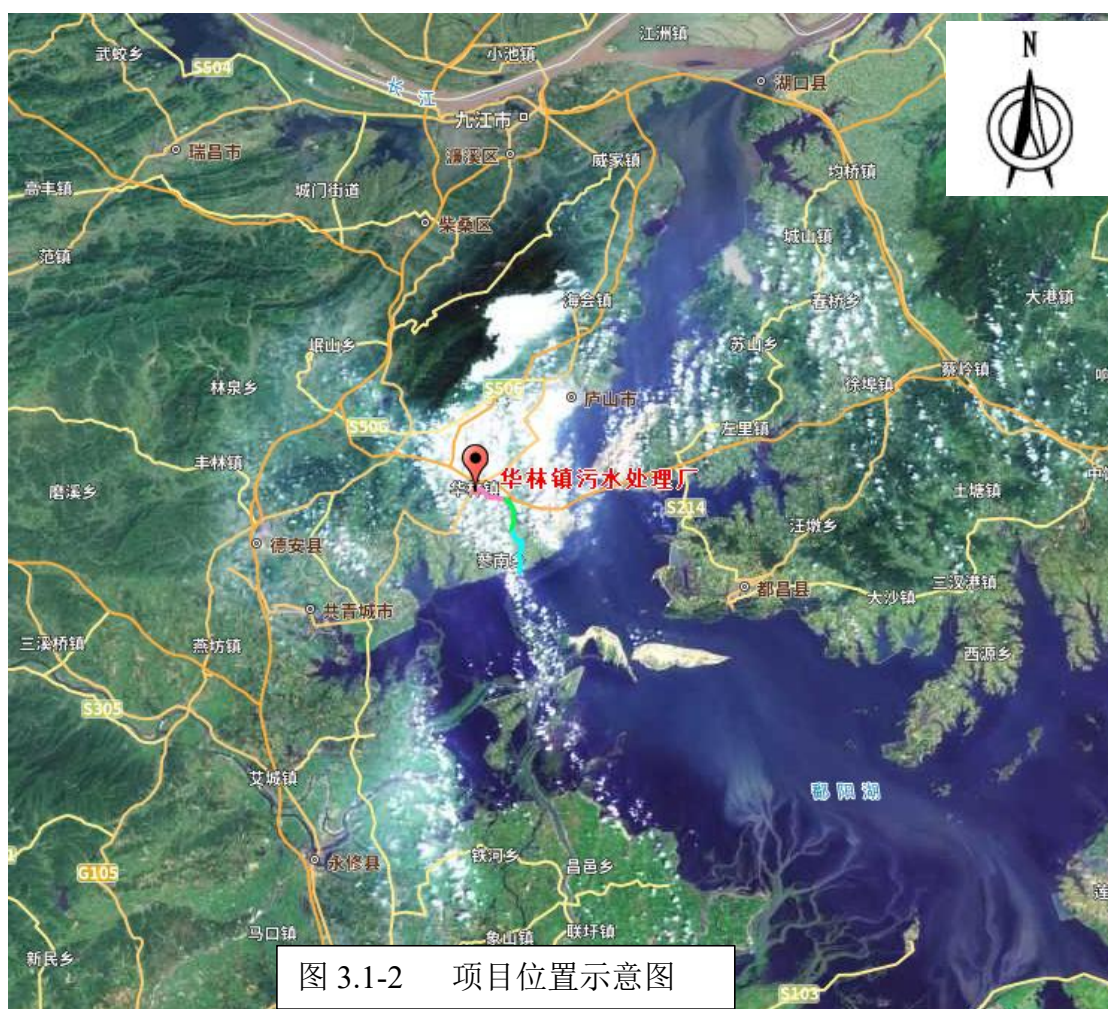 江洲镇
武蛟乡
小池镇
S504
N
湖口县
长江
九江市
瑞昌市
濂溪区
威家镇
均桥镇
高丰镇
城门街道
柴桑区
城山镇
范镇
海会镇
春桥乡
大港镇
岷山乡
苏山乡
林泉乡
蔡岭镇
S506
徐埠镇
庐山市
S506
左里镇
丰林镇
华林镇污水处理厂
华林镇
磨溪乡
土塘镇
S214
汪墩乡
德安县
蓼南乡
三汊港镇
都昌县
大沙镇
共青城市
三溪桥镇
燕坊镇
西源乡
S305
艾城镇
鄱阳湖
铁河乡
永修县
昌邑乡
G105
马口镇
联圩镇
象山镇
新民乡
图 3.1-2 项目位置示意图
S103